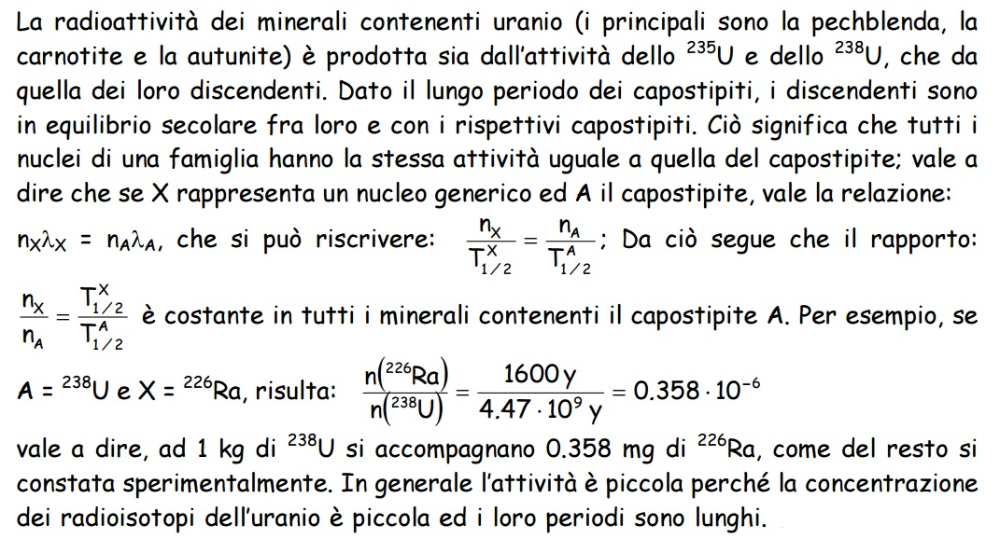 La radioattività dei minerali contenenti uranio (i principali sono la pechblenda, la
carnotite e la autunite) è prodotta sia dall'attività dello ²³⁵U e dello ²³⁸U, che da
quella dei loro discendenti. Dato il lungo periodo dei capostipiti, i discendenti sono
in equilibrio secolare fra loro e con i rispettivi capostipiti. Ciò significa che tutti i
nuclei di una famiglia hanno la stessa attività uguale a quella del capostipite; vale a
dire che se X rappresenta un nucleo generico ed A il capostipite, vale la relazione:
n_Xλ_X = n_Aλ_A, che si può riscrivere: n_X / T_{1/2}^X = n_A / T_{1/2}^A ; Da ciò segue che il rapporto:
n_X / n_A = T_{1/2}^X / T_{1/2}^A è costante in tutti i minerali contenenti il capostipite A. Per esempio, se
A = ²³⁸U e X = ²²⁶Ra, risulta: n(²²⁶Ra) / n(²³⁸U) = 1600 y / 4.47 · 10⁹ y = 0.358 · 10⁻⁶
vale a dire, ad 1 kg di ²³⁸U si accompagnano 0.358 mg di ²²⁶Ra, come del resto si
constata sperimentalmente. In generale l'attività è piccola perché la concentrazione
dei radioisotopi dell'uranio è piccola ed i loro periodi sono lunghi.